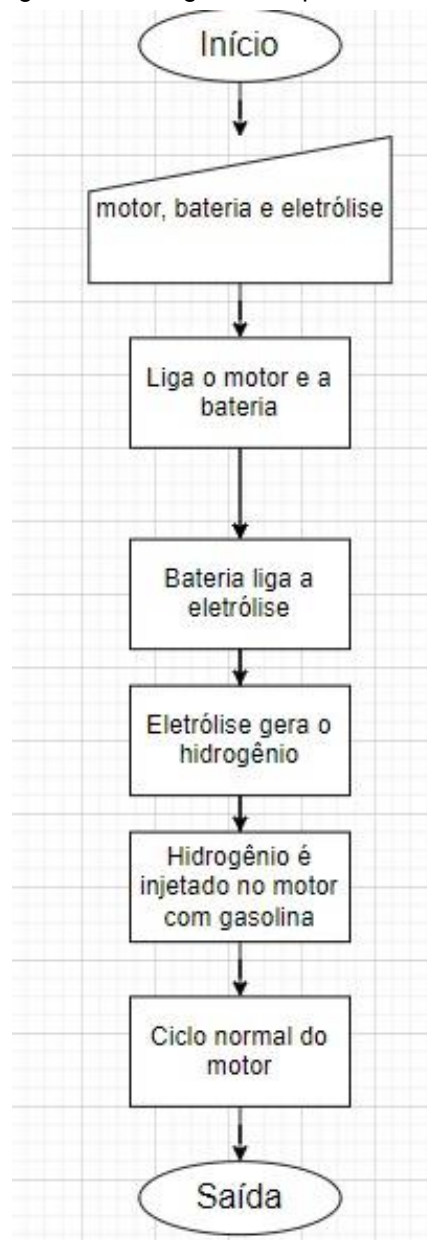 Início
motor, bateria e eletrólise
Liga o motor e a
bateria
Bateria liga a
eletrólise
Eletrólise gera o
hidrogênio
Hidrogênio é
injetado no motor
com gasolina
Ciclo normal do
motor
Saída